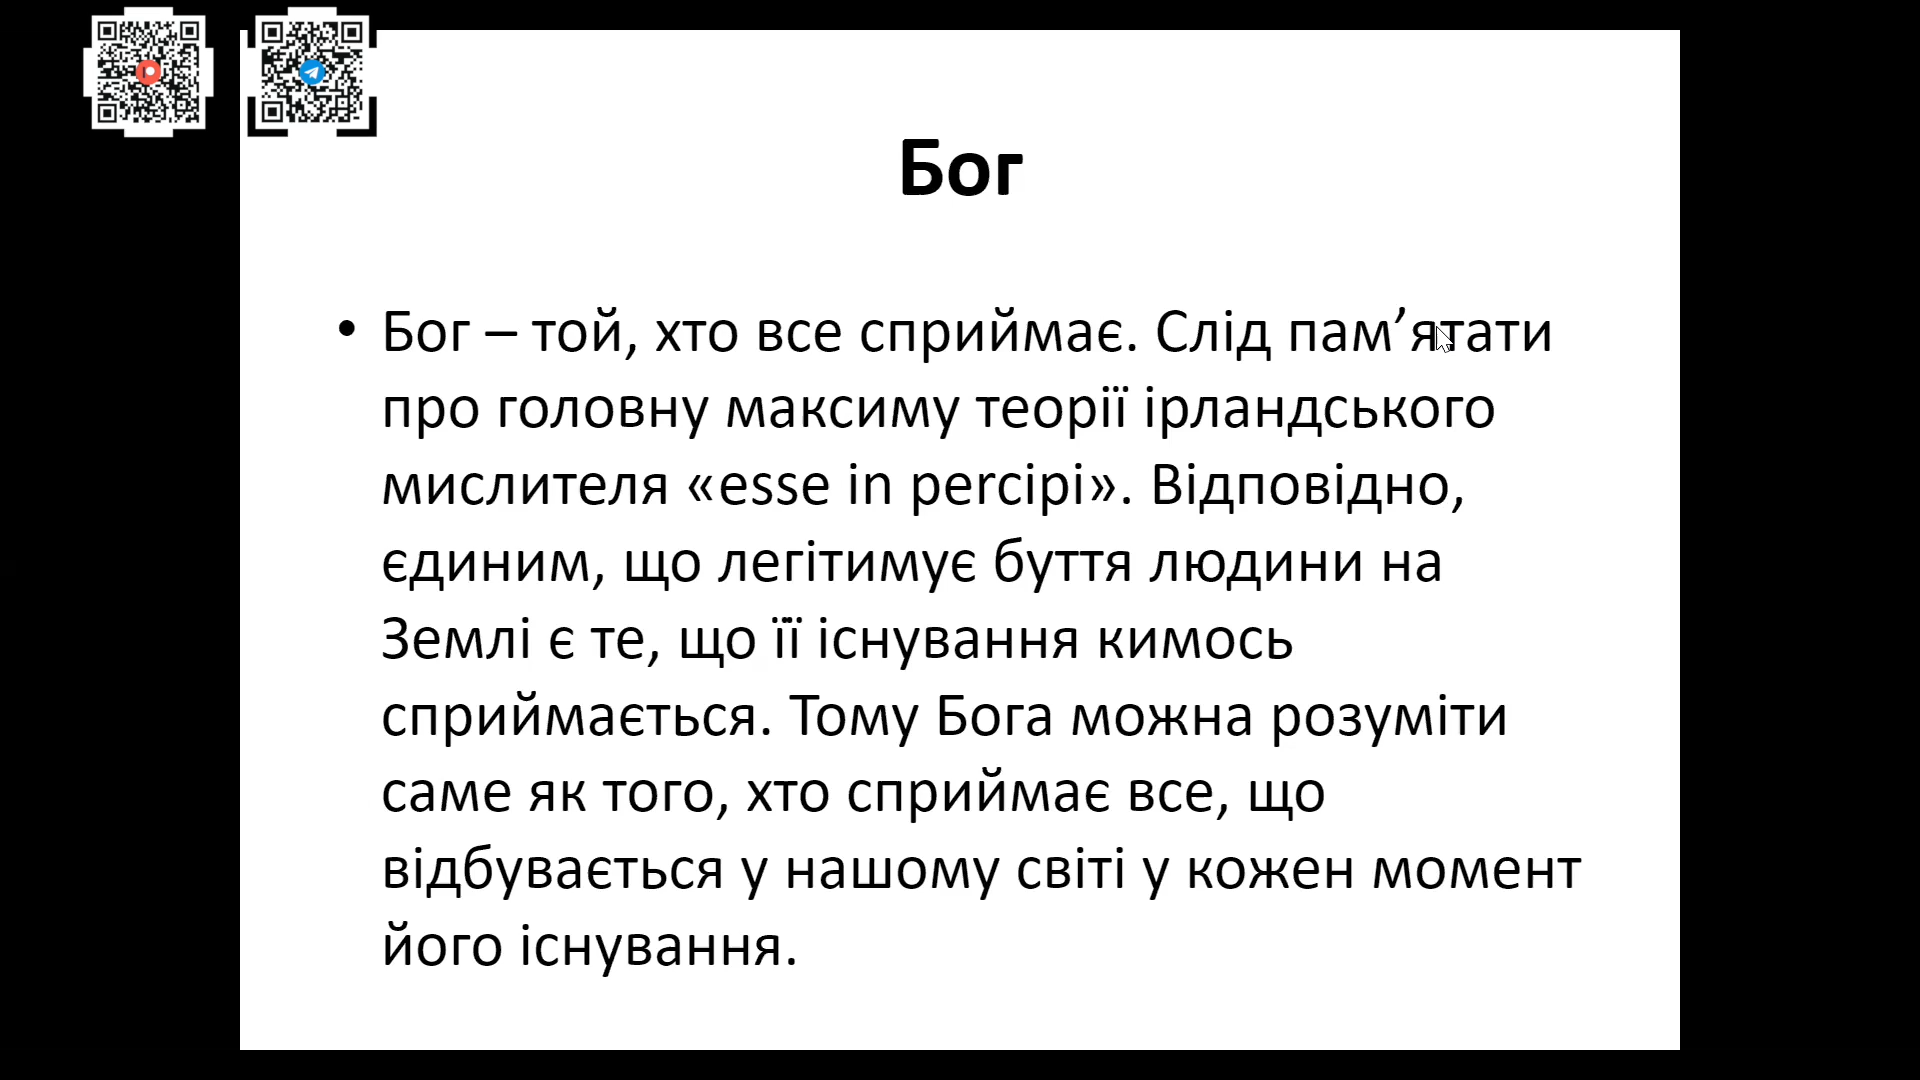 Бог
• Бог – той, хто все сприймає. Слід пам’ятати
про головну максиму теорії ірландського
мислителя «esse in percipi». Відповідно,
єдиним, що легітимує буття людини на
Землі є те, що її існування кимось
сприймається. Тому Бога можна розуміти
саме як того, хто сприймає все, що
відбувається у нашому світі у кожен момент
його існування.